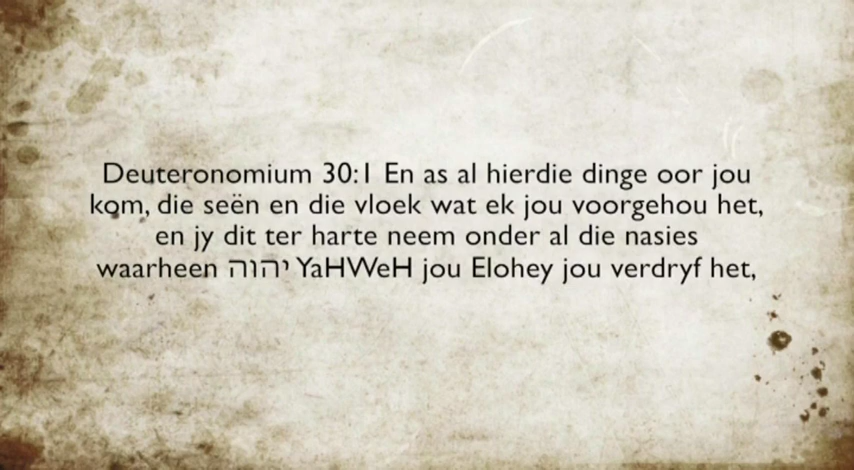 Deuteronomium 30:1 En as al hierdie dinge oor jou
kom, die seën en die vloek wat ek jou voorgehou het,
en jy dit ter harte neem onder al die nasies
waarheen יהוה YaHWeH jou Elohey jou verdryf het,